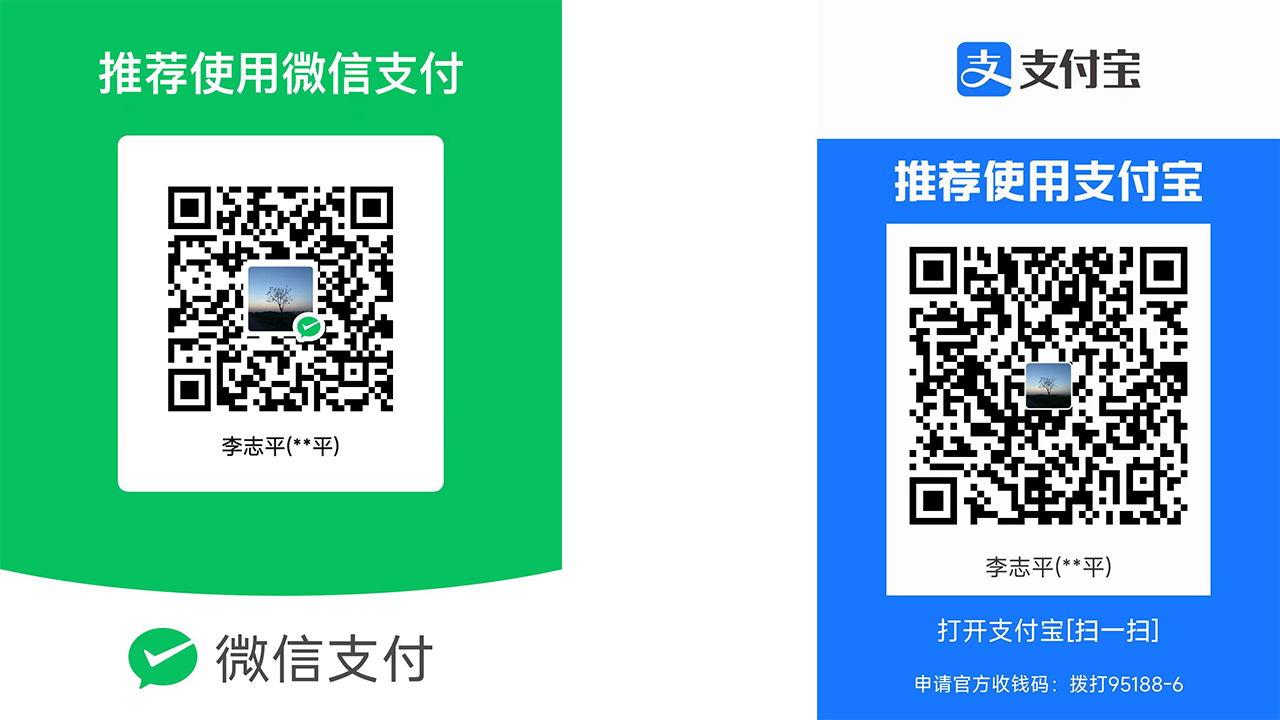 推荐使用微信支付
李志平(**平)
微信支付
支付宝
推荐使用支付宝
李志平(**平)
打开支付宝[扫一扫]
申请官方收钱码：拨打95188-6